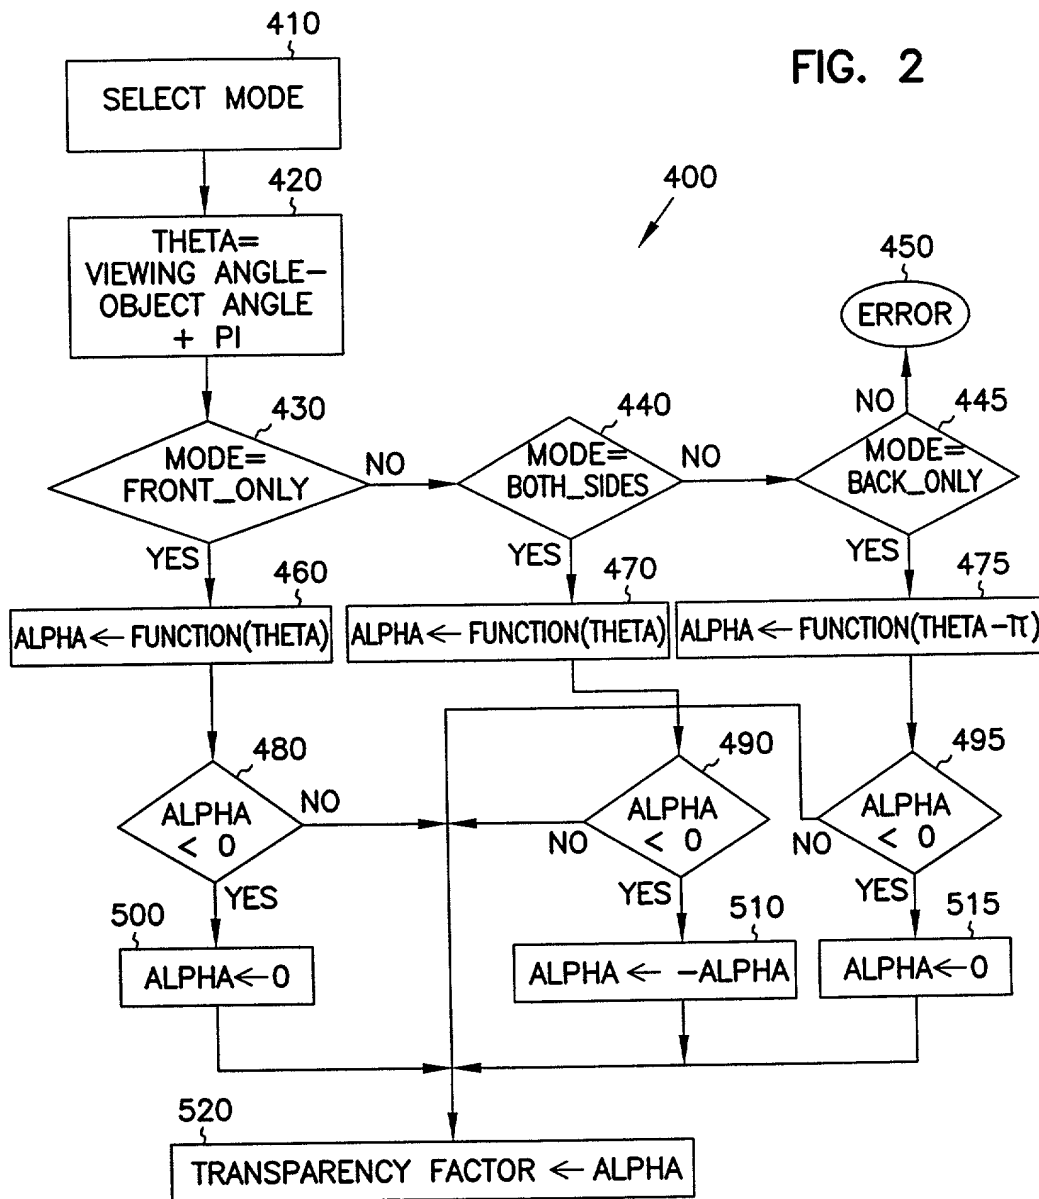 FIG. 2
410
SELECT MODE
420
THETA=
VIEWING ANGLE-
OBJECT ANGLE
+ PI
400
450
ERROR
430
MODE=
FRONT_ONLY
NO
440
MODE=
BOTH_SIDES
NO
445
MODE=
BACK_ONLY
NO
YES
YES
YES
460
ALPHA ← FUNCTION(THETA)
470
ALPHA ← FUNCTION(THETA)
475
ALPHA ← FUNCTION(THETA-π)
480
ALPHA
< 0
NO
YES
490
ALPHA
< 0
NO
YES
495
ALPHA
< 0
NO
YES
500
ALPHA←0
510
ALPHA ← -ALPHA
515
ALPHA←0
520
TRANSPARENCY FACTOR ← ALPHA